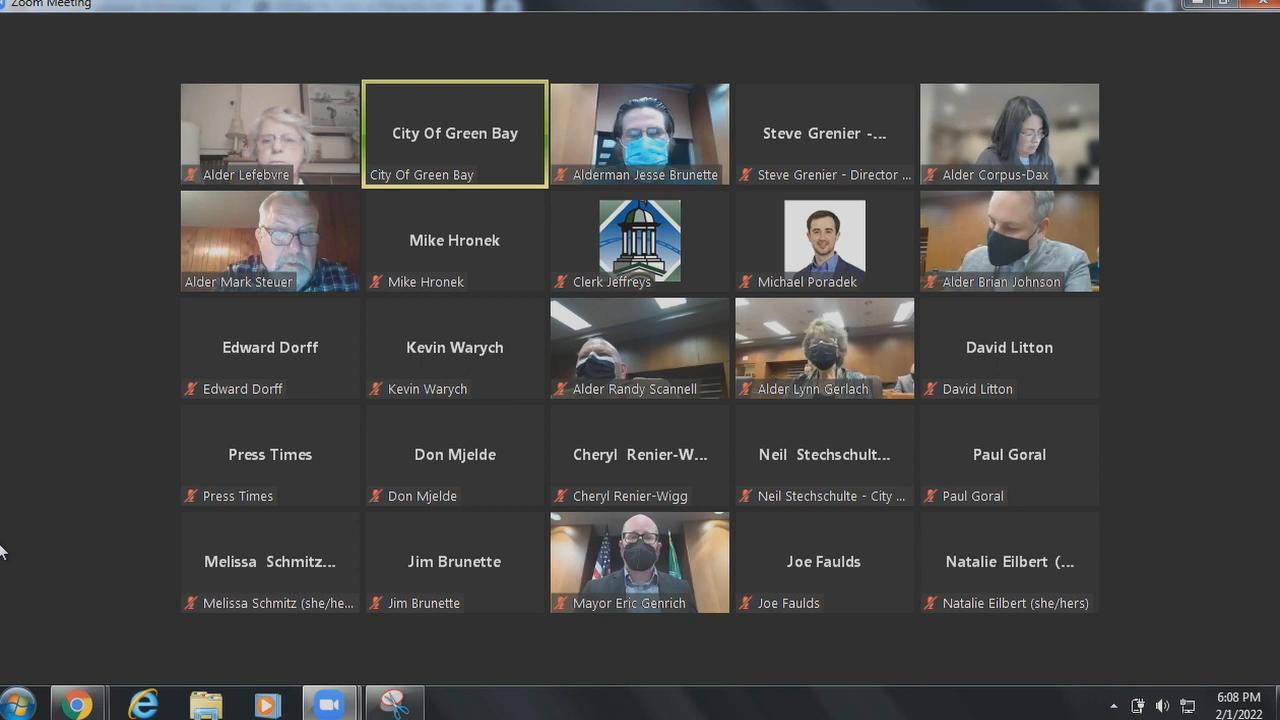 Zoom Meeting
Alder Lefebvre
City Of Green Bay
City Of Green Bay
Alderman Jesse Brunette
Steve Grenier -...
Steve Grenier - Director ...
Alder Corpus-Dax
Alder Mark Steuer
Mike Hronek
Mike Hronek
Clerk Jeffreys
Michael Poradek
Alder Brian Johnson
Edward Dorff
Edward Dorff
Kevin Warych
Kevin Warych
Alder Randy Scannell
Alder Lynn Gerlach
David Litton
David Litton
Press Times
Press Times
Don Mjelde
Don Mjelde
Cheryl Renier-W...
Cheryl Renier-Wigg
Neil Stechschult...
Neil Stechschulte - City ...
Paul Goral
Paul Goral
Melissa Schmitz...
Melissa Schmitz (she/he...
Jim Brunette
Jim Brunette
Mayor Eric Genrich
Joe Faulds
Joe Faulds
Natalie Eilbert (...
Natalie Eilbert (she/hers)
6:08 PM
2/1/2022